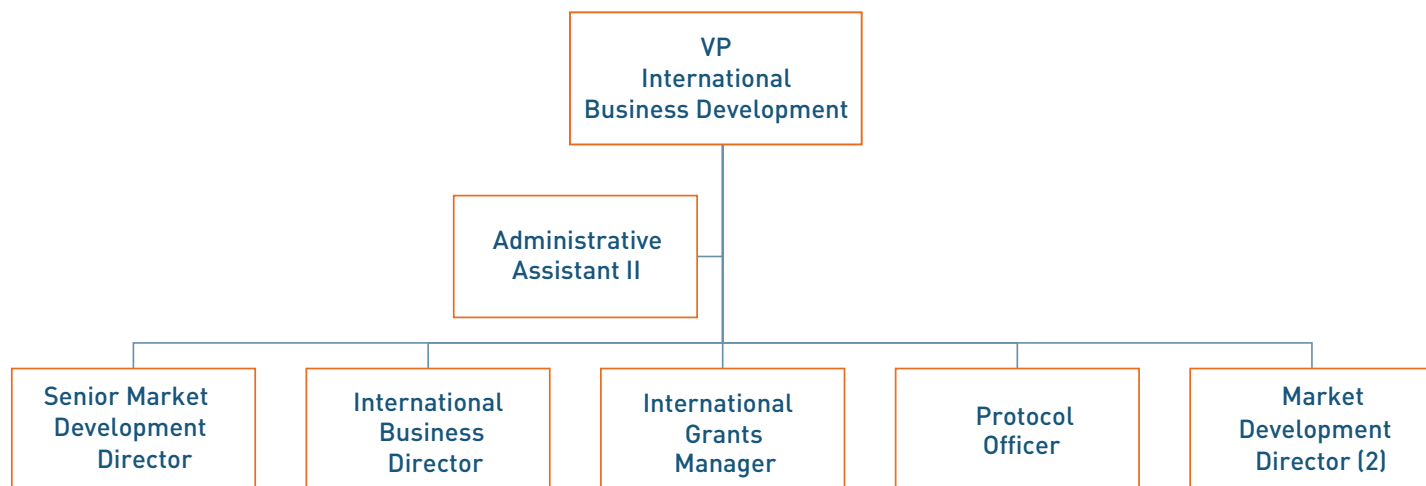 VP
International
Business Development
Administrative
Assistant II
Senior Market
Development
Director
International
Business
Director
International
Grants
Manager
Protocol
Officer
Market
Development
Director (2)